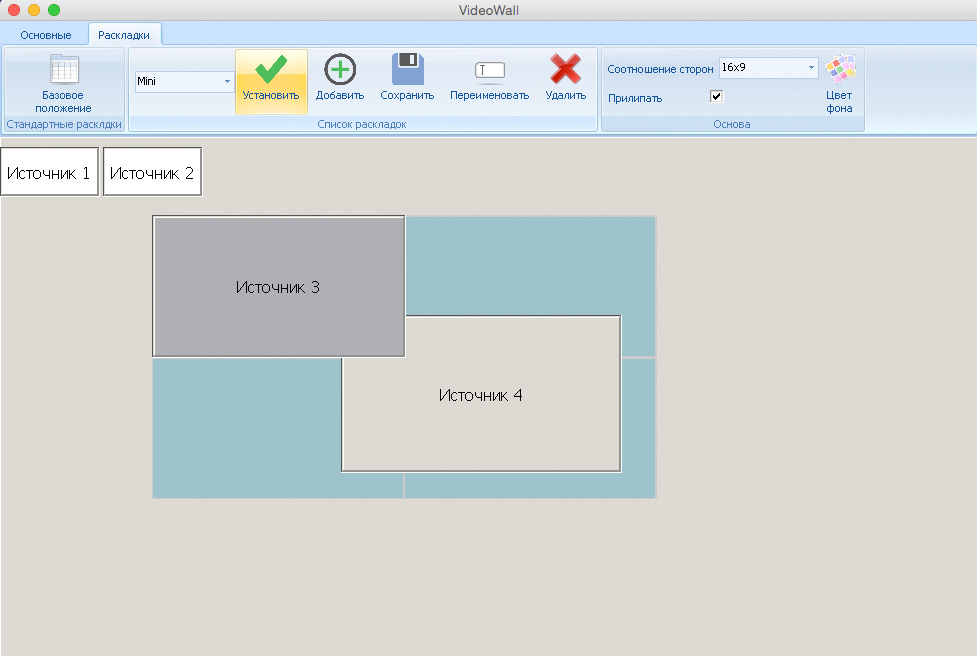 VideoWall
Основные
Раскладки
Базовое
положение
Стандартные расклдки
Mini
Установить
Добавить
Сохранить
T
Переименовать
Удалить
Список раскладок
Соотношение сторон
16x9
Прилипать
Цвет
фона
Основа
Источник 1
Источник 2
Источник 3
Источник 4